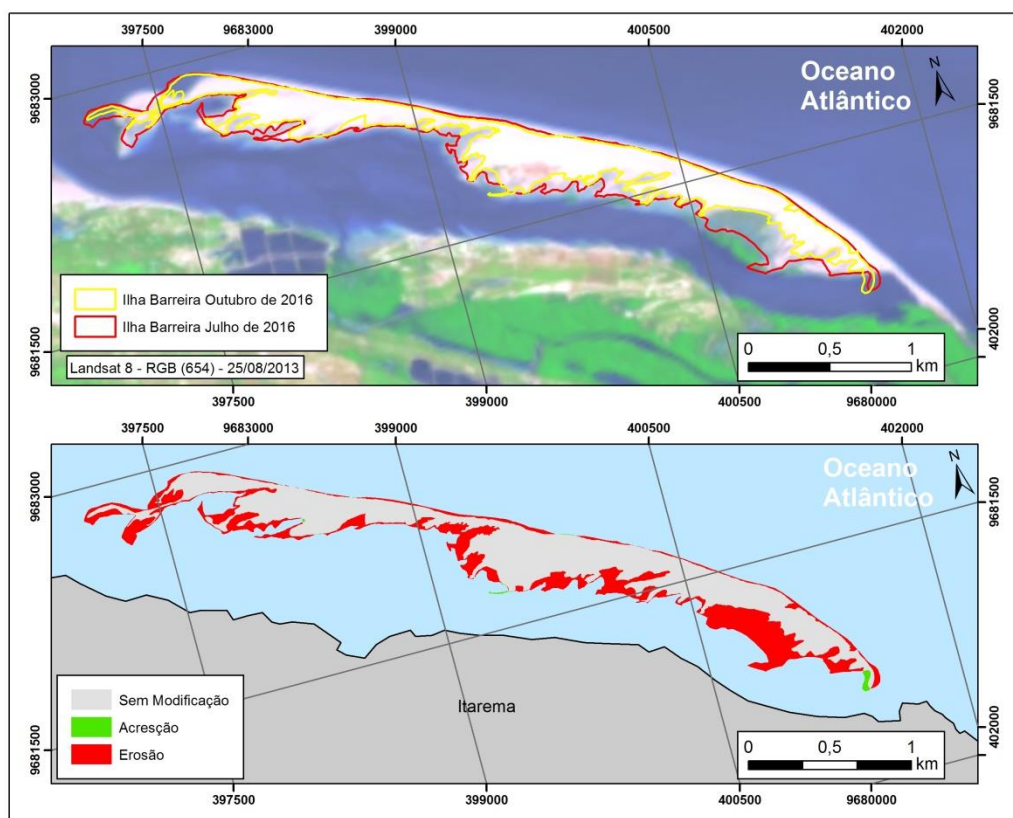 397500
9683000
399000
400500
402000
Oceano
Atlântico
N
9683000
9681500
Ilha Barreira Outubro de 2016
Ilha Barreira Julho de 2016
0 0,5 1
km
402000
9681500
Landsat 8 - RGB (654) - 25/08/2013
397500
399000
400500
9680000
397500
9683000
399000
400500
402000
Oceano
Atlântico
N
9683000
9681500
Sem Modificação
Acresção
Erosão
Itarema
0 0,5 1
km
402000
9681500
397500
399000
400500
9680000